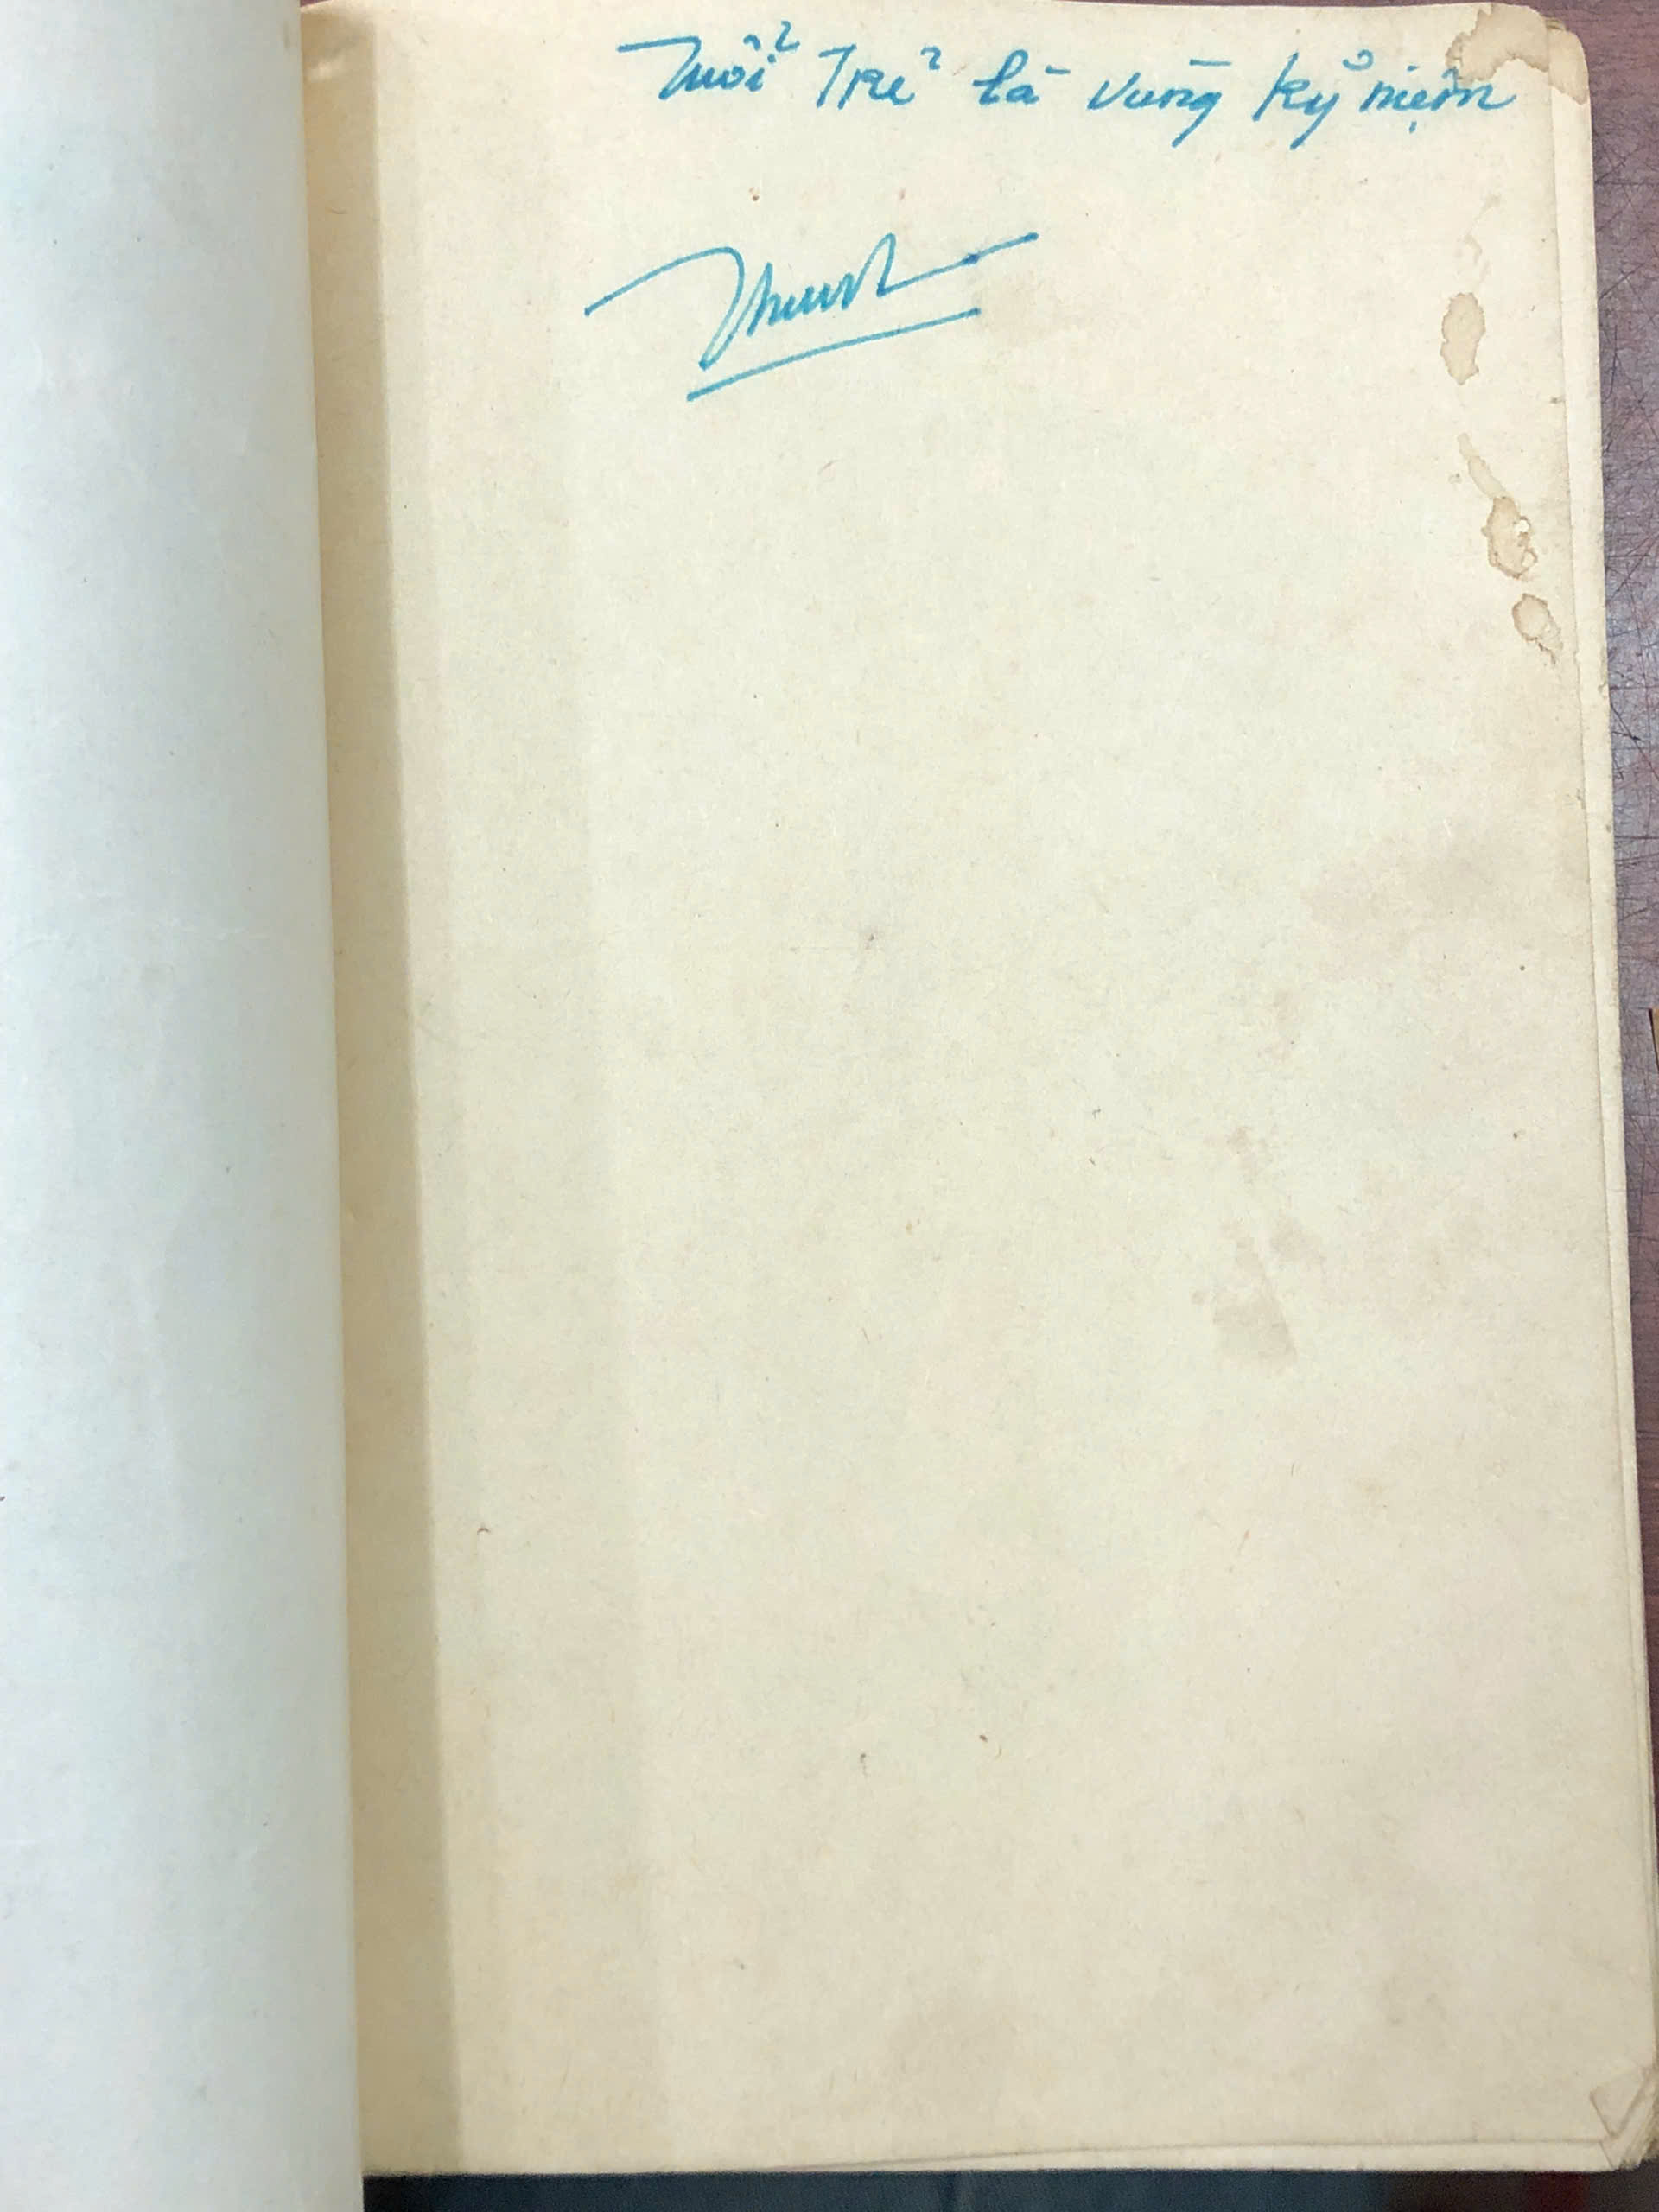 Tuổi Trẻ là vùng kỷ niệm